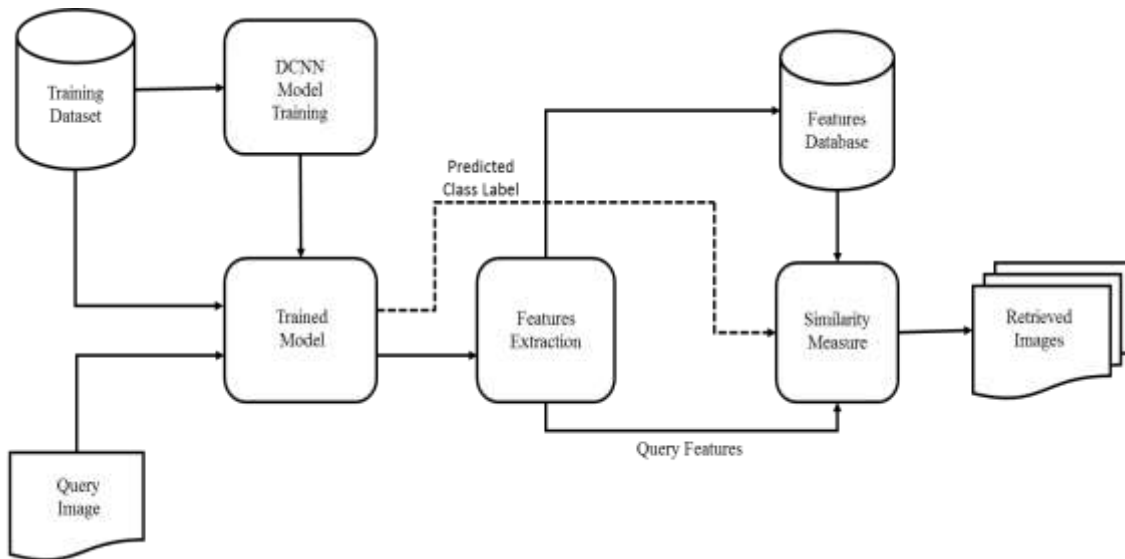 Training
Dataset
DCNN
Model
Training
Features
Database
Predicted
Class Label
Trained
Model
Features
Extraction
Similarity
Measure
Retrieved
Images
Query Features
Query
Image